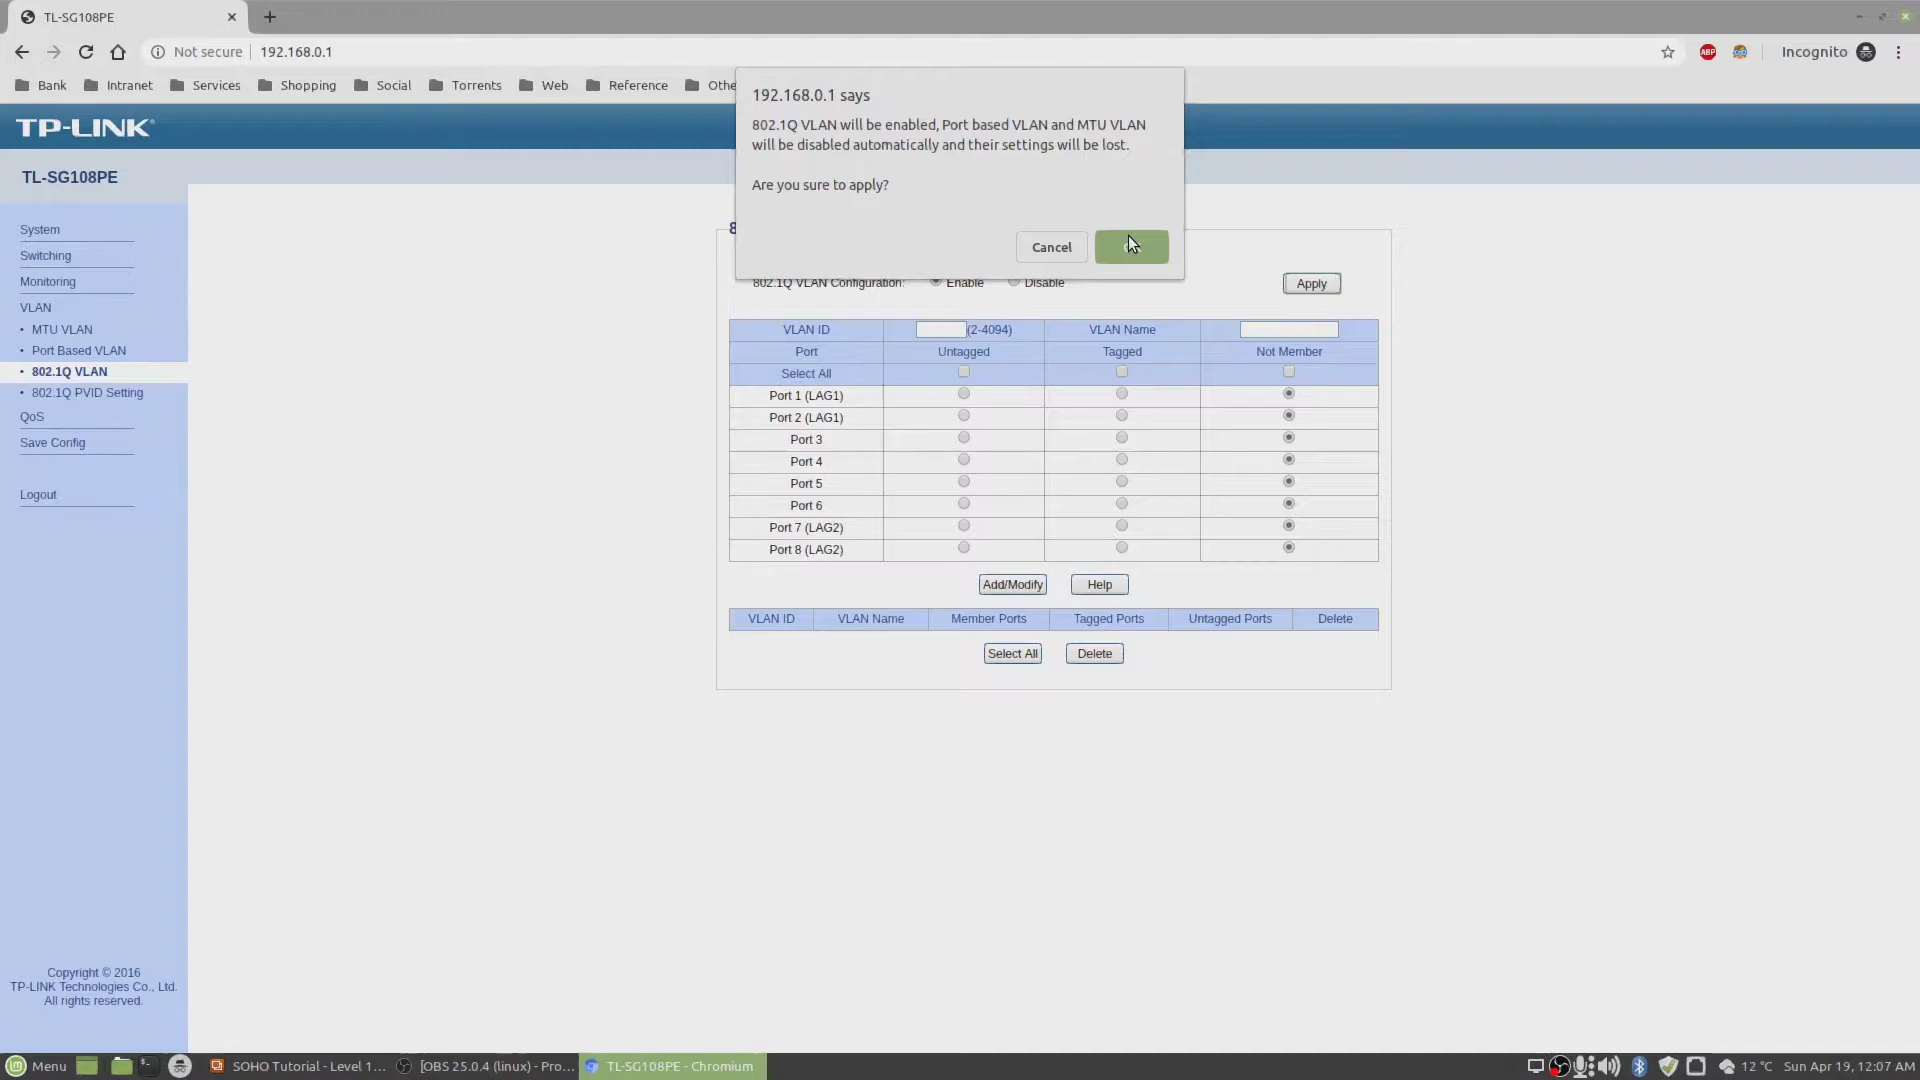 TL-SG108PE
Not secure
192.168.0.1
Incognito
Bank
Intranet
Services
Shopping
Social
Torrents
Web
Reference
Othe
ABP
192.168.0.1 says
802.1Q VLAN will be enabled, Port based VLAN and MTU VLAN
will be disabled automatically and their settings will be lost.
Are you sure to apply?
Cancel
TP-LINK
TL-SG108PE
System
Switching
Monitoring
VLAN
• MTU VLAN
• Port Based VLAN
• 802.1Q VLAN
• 802.1Q PVID Setting
QoS
Save Config
Logout
Copyright © 2016
TP-LINK Technologies Co., Ltd.
All rights reserved.
8
802.1Q VLAN Configuration: Enable Disable Apply
VLAN ID (2-4094) VLAN Name
Port Untagged Tagged Not Member
Select All
Port 1 (LAG1)
Port 2 (LAG1)
Port 3
Port 4
Port 5
Port 6
Port 7 (LAG2)
Port 8 (LAG2)
Add/Modify Help
VLAN ID VLAN Name Member Ports Tagged Ports Untagged Ports Delete
Select All Delete
Menu
SOHO Tutorial - Level 1...
[OBS 25.0.4 (linux) - Pro...
TL-SG108PE - Chromium
12 °C
Sun Apr 19, 12:07 AM